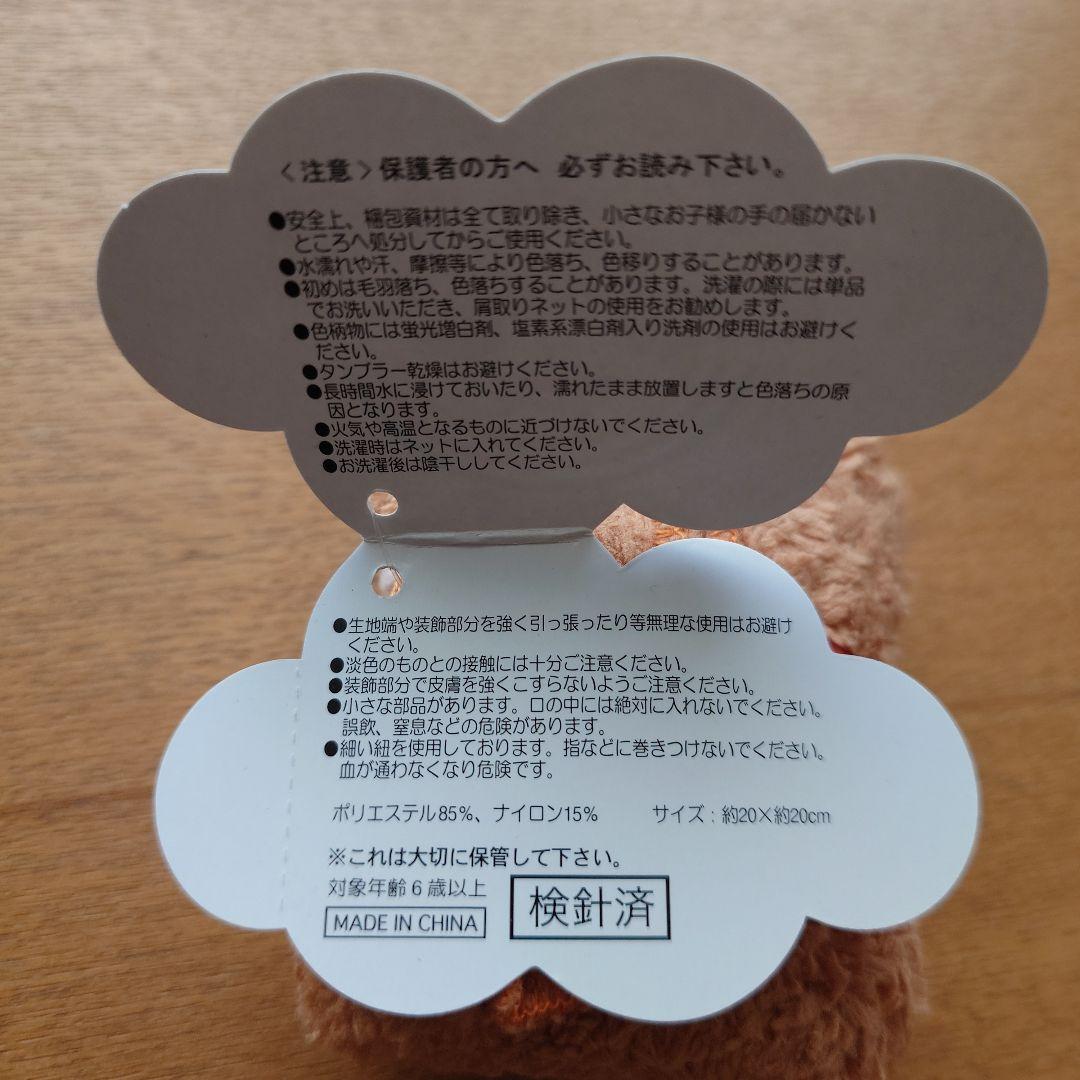 〈注意〉保護者の方へ 必ずお読み下さい。
●安全上、梱包資材は全て取り除き、小さなお子様の手の届かない
ところへ処分してからご使用ください。
●水濡れや汗、摩擦等により色落ち、色移りすることがあります。
●初めは毛羽落ち、色落ちすることがあります。洗濯の際には単品
でお洗いいただき、屑取りネットの使用をお勧めします。
●色柄物には蛍光増白剤、塩素系漂白剤入り洗剤の使用はお避けく
ださい。
●タンブラー乾燥はお避けください。
●長時間水に浸けておいたり、濡れたまま放置しますと色落ちの原
因となります。
●火気や高温となるものに近づけないでください。
●洗濯時はネットに入れてください。
●お洗濯後は陰干ししてください。
●生地端や装飾部分を強く引っ張ったり等無理な使用はお避け
ください。
●淡色のものとの接触には十分ご注意ください。
●装飾部分で皮膚を強くこすらないようご注意ください。
●小さな部品があります。口の中には絶対に入れないでください。
誤飲、窒息などの危険があります。
●細い紐を使用しております。指などに巻きつけないでください。
血が通わなくなり危険です。
ポリエステル85%、ナイロン15% サイズ：約20×約20cm
※これは大切に保管して下さい。
対象年齢6歳以上
MADE IN CHINA 検針済